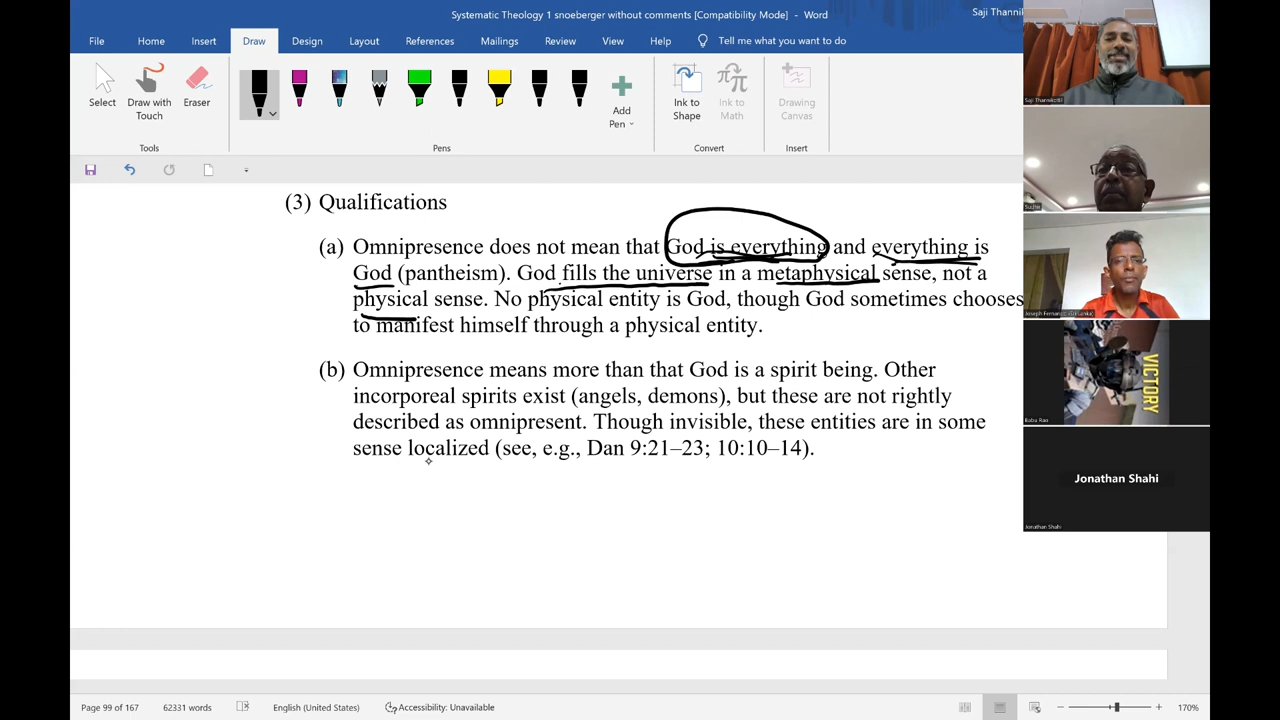 Systematic Theology 1 snoeberger without comments [Compatibility Mode] - Word
Saji Thannik
File Home Insert Draw Design Layout References Mailings Review View Help Tell me what you want to do
Select
Draw with Touch
Eraser
Add Pen
Ink to Shape
Ink to Math
Drawing Canvas
Tools Pens Convert Insert
(3) Qualifications
(a) Omnipresence does not mean that God is everything and everything is
God (pantheism). God fills the universe in a metaphysical sense, not a
physical sense. No physical entity is God, though God sometimes chooses
to manifest himself through a physical entity.
(b) Omnipresence means more than that God is a spirit being. Other
incorporeal spirits exist (angels, demons), but these are not rightly
described as omnipresent. Though invisible, these entities are in some
sense localized (see, e.g., Dan 9:21–23; 10:10–14).
Sudhir
VICTORY
Babu Rao
Jonathan Shahi
Jonathan Shahi
Page 99 of 167 62331 words English (United States) Accessibility: Unavailable 170%